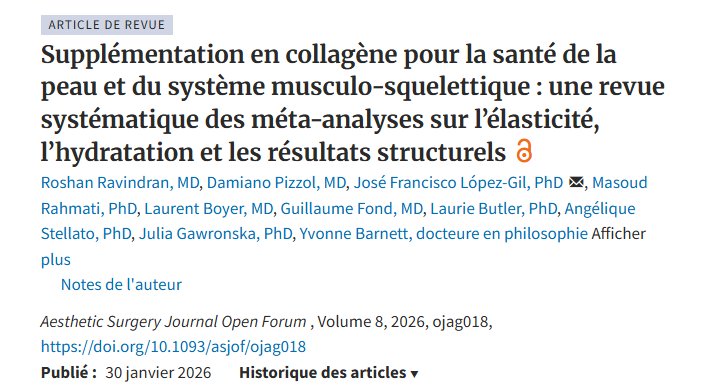 ARTICLE DE REVUE
Supplémentation en collagène pour la santé de la
peau et du système musculo-squelettique : une revue
systématique des méta-analyses sur l’élasticité,
l’hydratation et les résultats structurels
Roshan Ravindran, MD, Damiano Pizzol, MD, José Francisco López-Gil, PhD, Masoud
Rahmati, PhD, Laurent Boyer, MD, Guillaume Fond, MD, Laurie Butler, PhD, Angélique
Stellato, PhD, Julia Gawronska, PhD, Yvonne Barnett, docteure en philosophie Afficher
plus
Notes de l'auteur
Aesthetic Surgery Journal Open Forum , Volume 8, 2026, ojag018,
https://doi.org/10.1093/asjof/ojag018
Publié : 30 janvier 2026 Historique des articles ▾